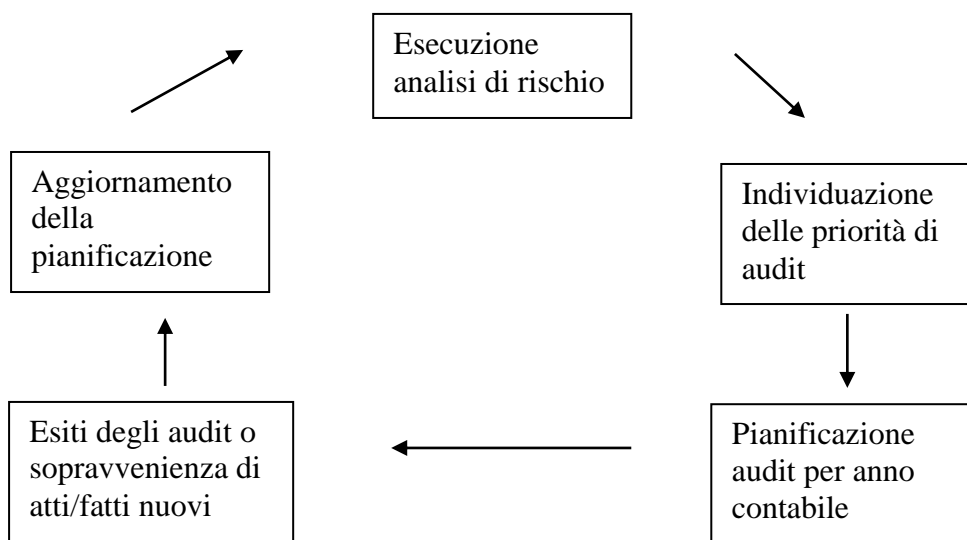 Esecuzione
analisi di rischio
Individuazione
delle priorità di
audit
Pianificazione
audit per anno
contabile
Esiti degli audit o
sopravvenienza di
atti/fatti nuovi
Aggiornamento
della
pianificazione